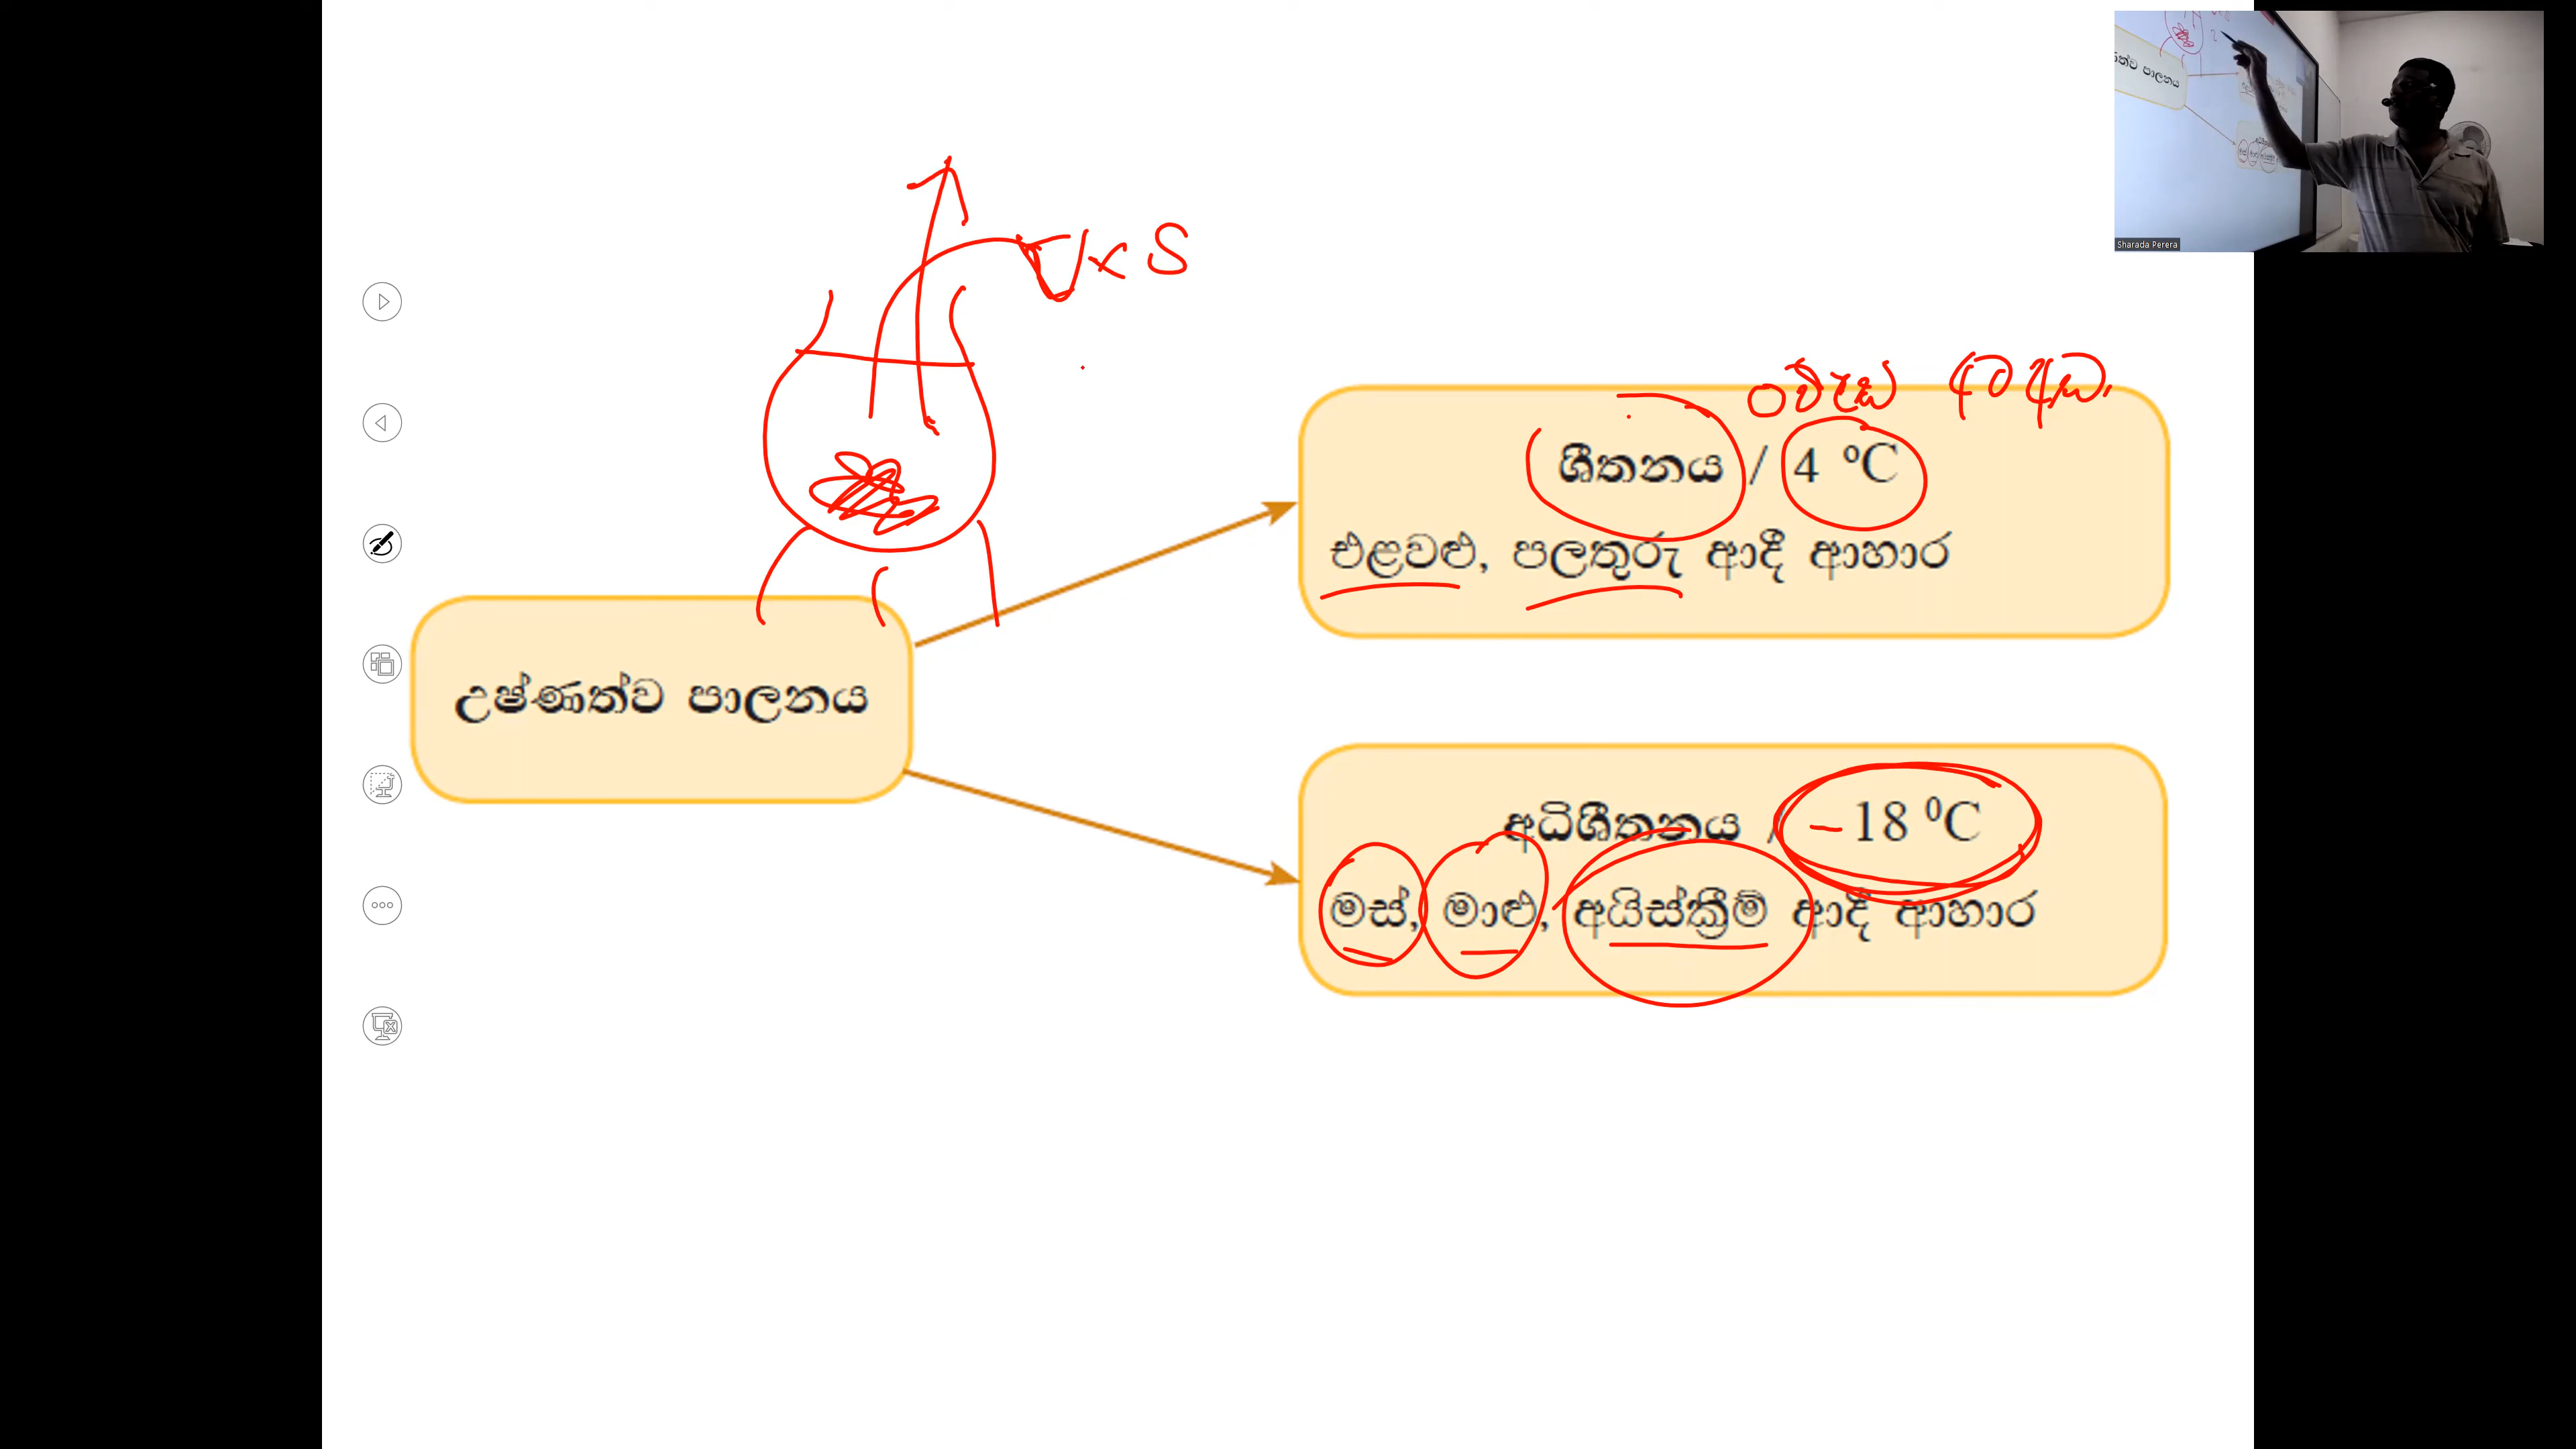 Sharada Perera
V x S
ශීතනය / 4 °C
එළවළු, පලතුරු ආදී ආහාර
උෂ්ණත්ව පාලනය
අධිශීතනය / – 18 ⁰C
මස්, මාළු, අයිස්ක්‍රීම් ආදී ආහාර